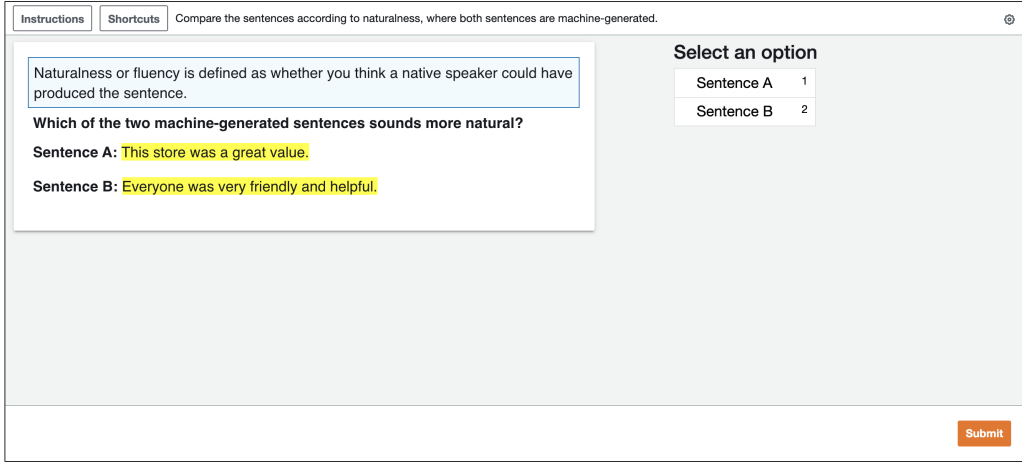 Instructions Shortcuts Compare the sentences according to naturalness, where both sentences are machine-generated.
Naturalness or fluency is defined as whether you think a native speaker could have
produced the sentence.
Which of the two machine-generated sentences sounds more natural?
Sentence A: This store was a great value.
Sentence B: Everyone was very friendly and helpful.
Select an option
Sentence A 1
Sentence B 2
Submit